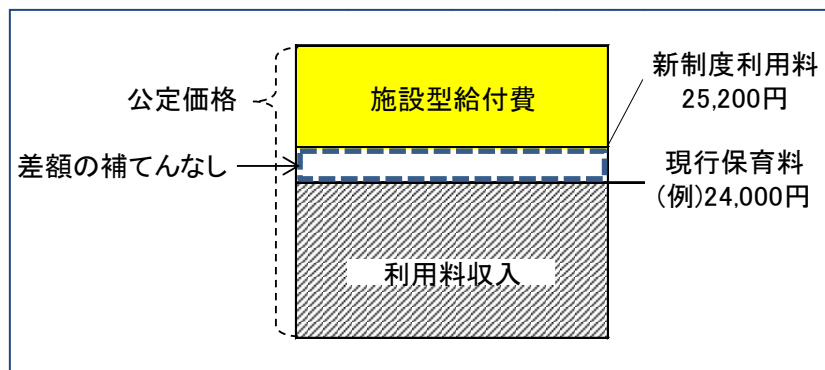 新制度利用料
25,200円
公定価格
施設型給付費
差額の補てんなし
現行保育料
(例)24,000円
利用料収入